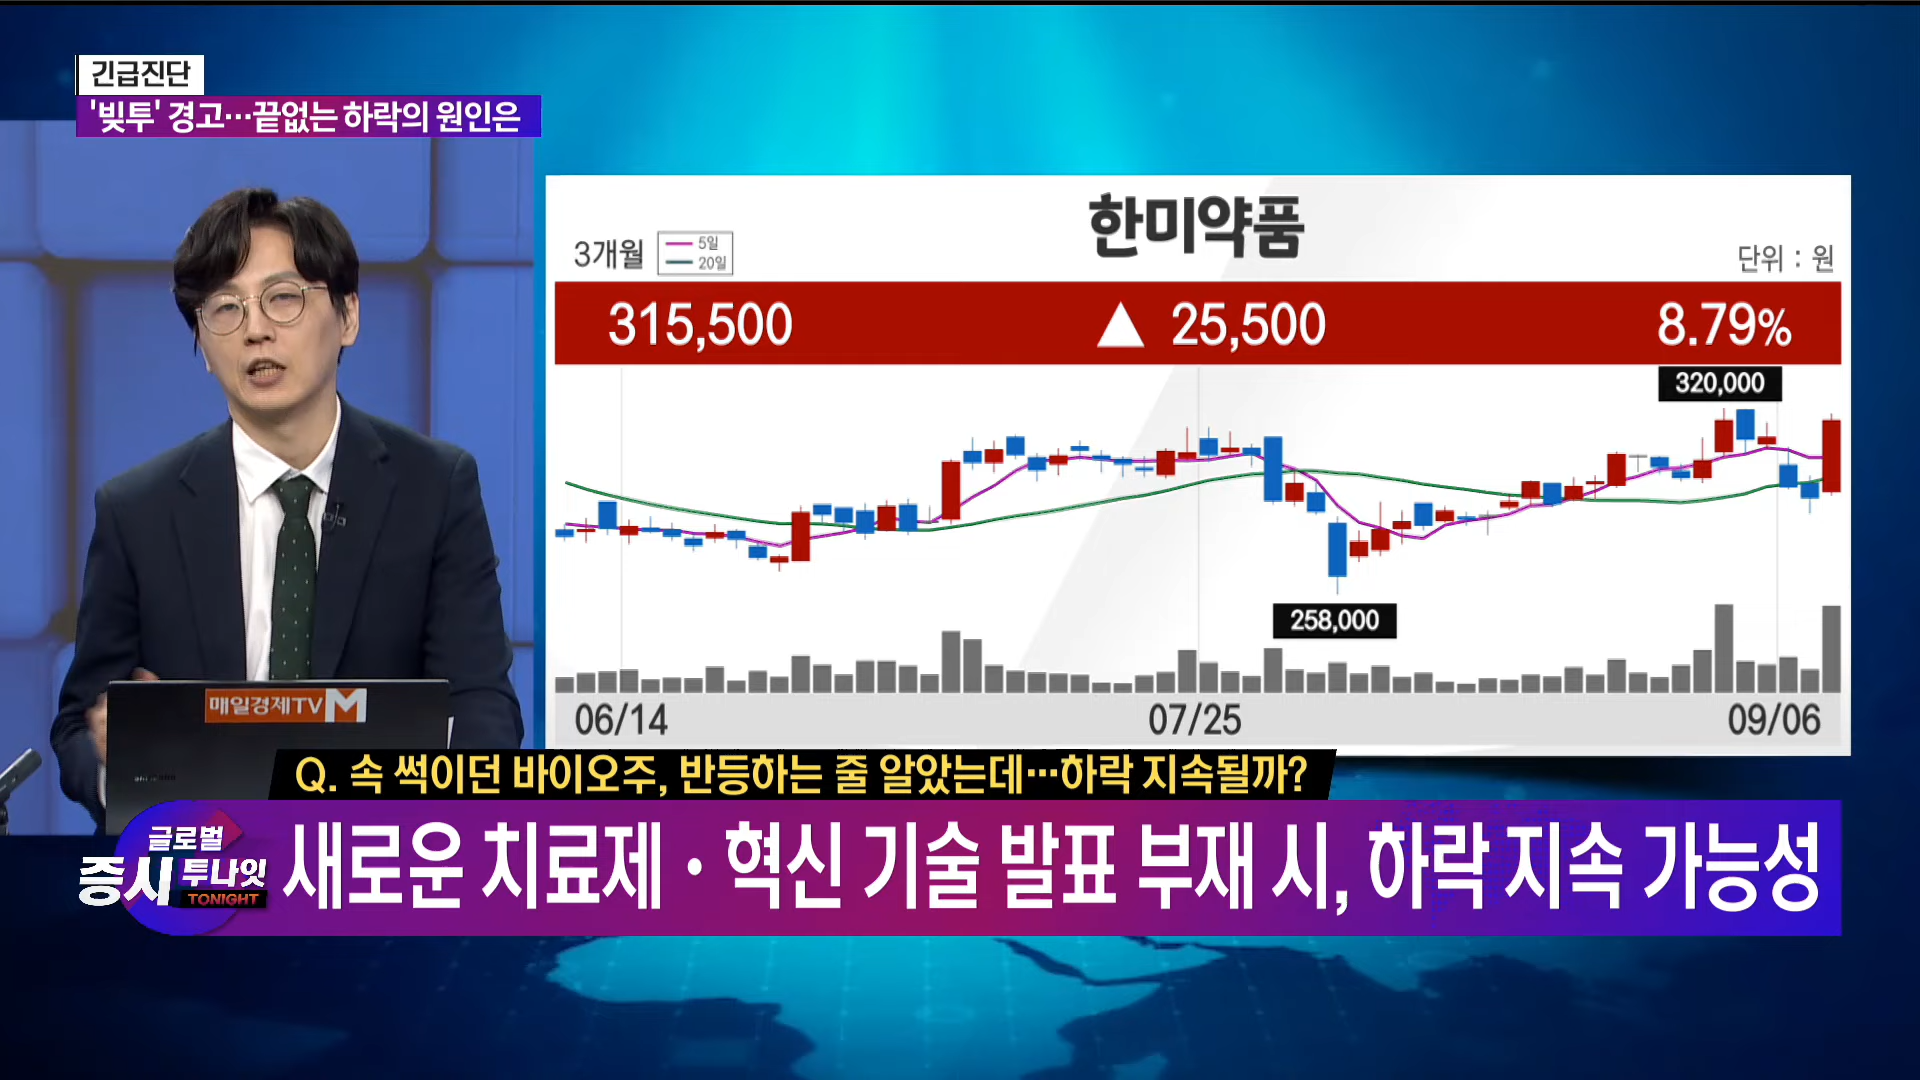 긴급진단
'빚투' 경고…끝없는 하락의 원인은
한미약품
3개월
5일
20일
단위 : 원
315,500 ▲ 25,500 8.79%
320,000
258,000
06/14 07/25 09/06
매일경제TV M
Q. 속 썩이던 바이오주, 반등하는 줄 알았는데…하락 지속될까?
글로벌
증시 투나잇
TONIGHT
새로운 치료제·혁신 기술 발표 부재 시, 하락 지속 가능성